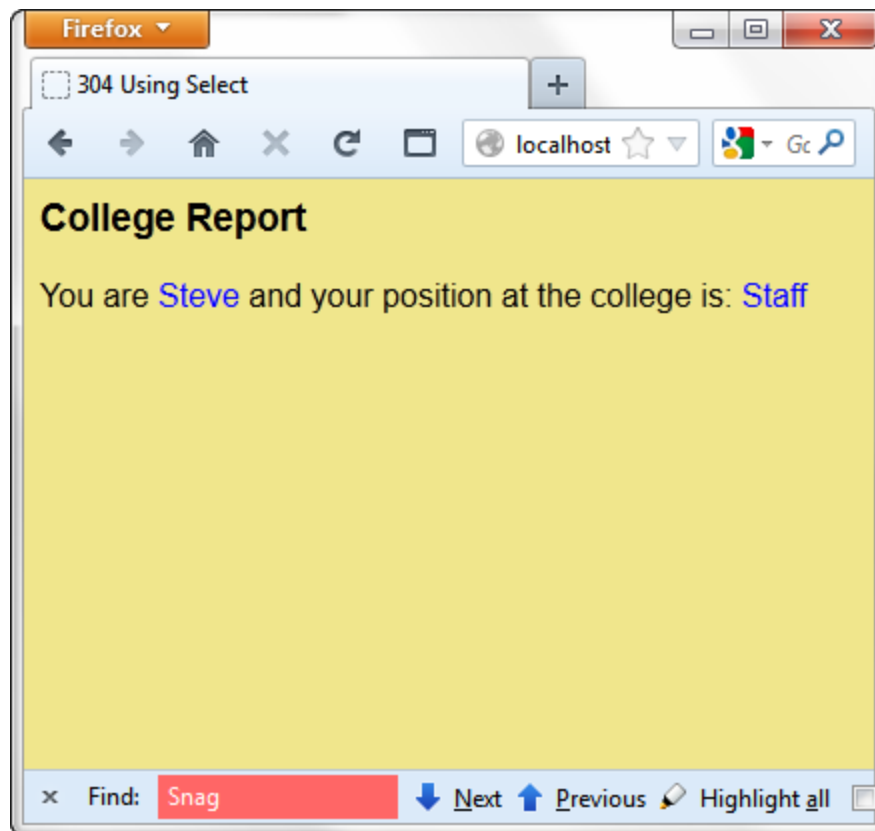 Firefox
304 Using Select
localhost
Go
College Report
You are Steve and your position at the college is: Staff
Find: Snag Next Previous Highlight all